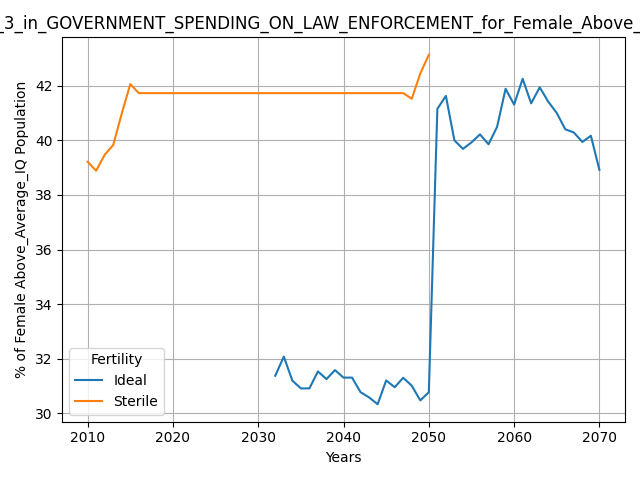 _3_in_GOVERNMENT_SPENDING_ON_LAW_ENFORCEMENT_for_Female_Above_
% of Female Above_Average_IQ Population
42
40
38
36
34
32
30
Fertility
Ideal
Sterile
2010 2020 2030 2040 2050 2060 2070
Years